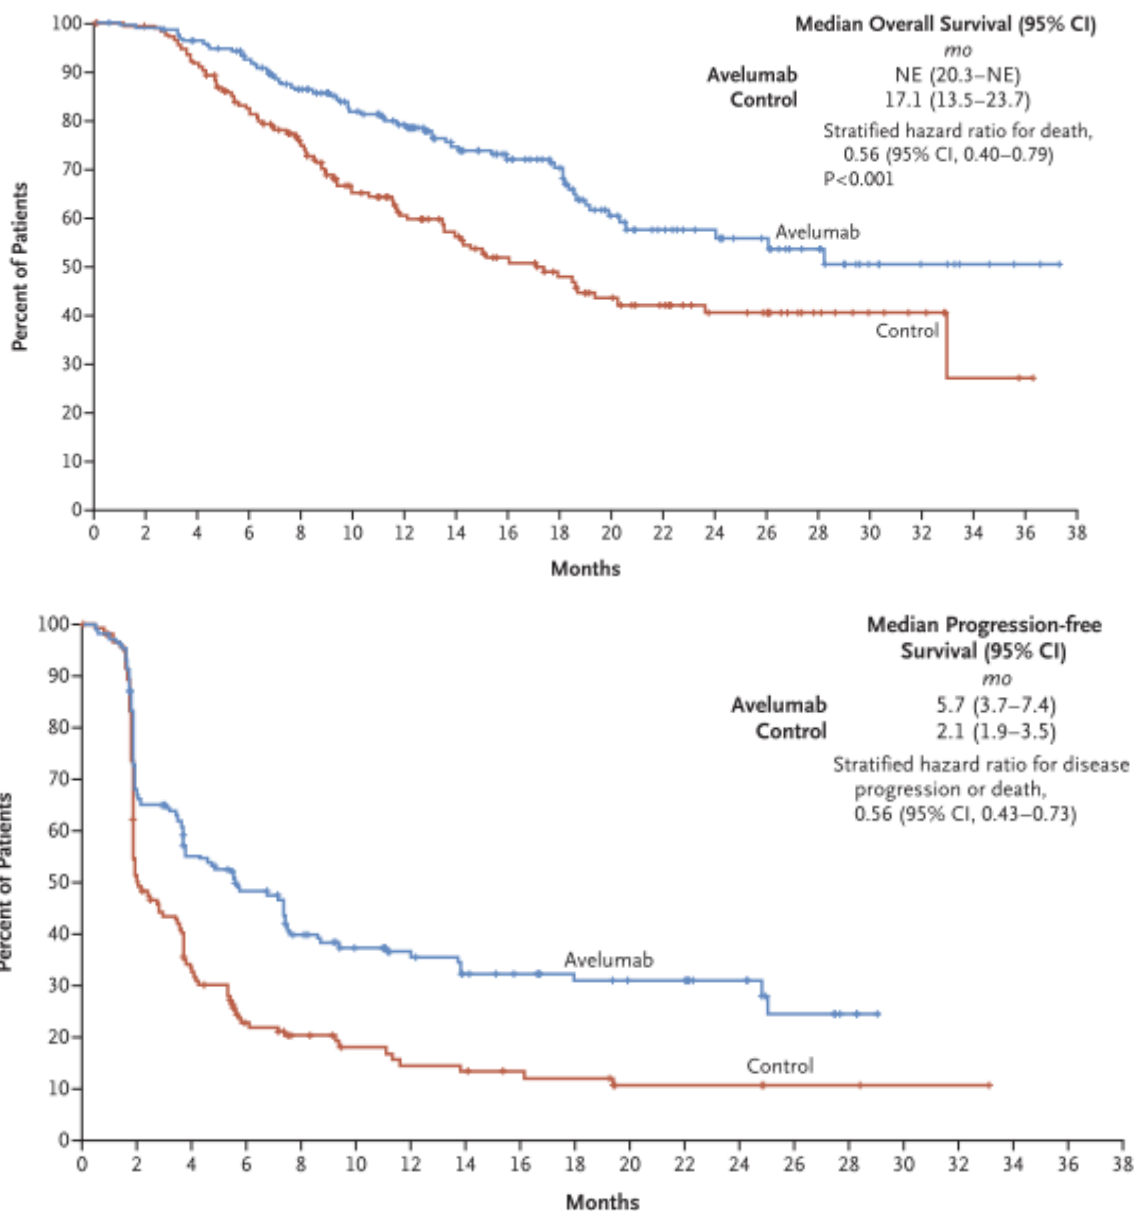 Median Overall Survival (95% CI)
mo
Avelumab NE (20.3–NE)
Control 17.1 (13.5–23.7)
Stratified hazard ratio for death,
0.56 (95% CI, 0.40–0.79)
P<0.001
100
90
80
70
60
50
40
30
20
10
0
Percent of Patients
Avelumab
Control
0 2 4 6 8 10 12 14 16 18 20 22 24 26 28 30 32 34 36 38
Months
Median Progression-free
Survival (95% CI)
mo
Avelumab 5.7 (3.7–7.4)
Control 2.1 (1.9–3.5)
Stratified hazard ratio for disease
progression or death,
0.56 (95% CI, 0.43–0.73)
100
90
80
70
60
50
40
30
20
10
0
Percent of Patients
Avelumab
Control
0 2 4 6 8 10 12 14 16 18 20 22 24 26 28 30 32 34 36 38
Months